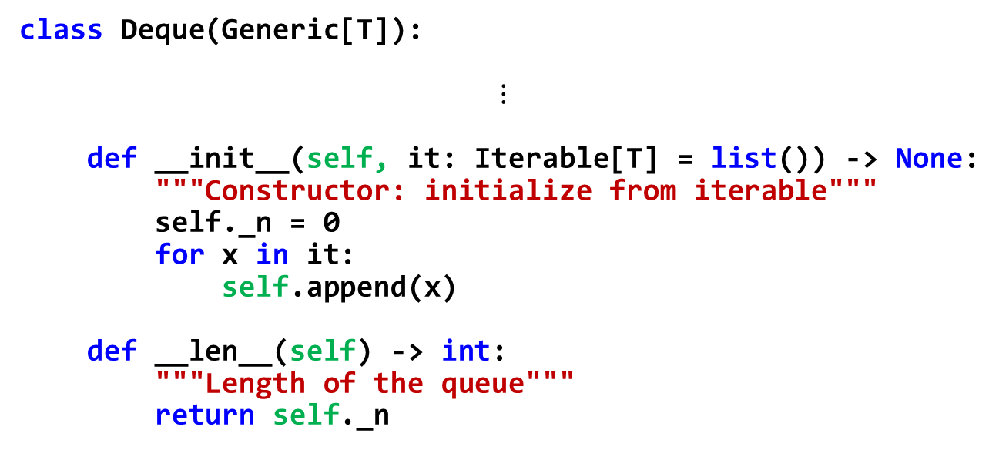 class Deque(Generic[T]):
⋮
    def __init__(self, it: Iterable[T] = list()) -> None:
        """Constructor: initialize from iterable"""
        self._n = 0
        for x in it:
            self.append(x)
    def __len__(self) -> int:
        """Length of the queue"""
        return self._n